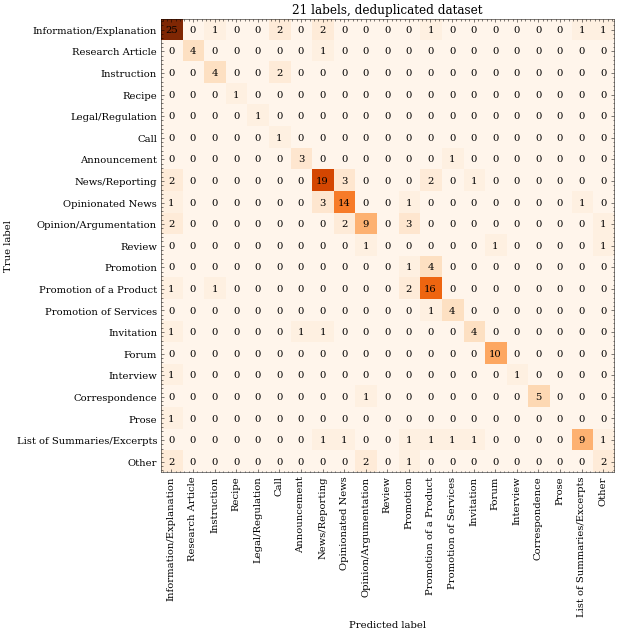 21 labels, deduplicated dataset
Information/Explanation 25 0 1 0 0 2 0 2 0 0 0 0 1 0 0 0 0 0 0 1 1
Research Article 0 4 0 0 0 0 0 1 0 0 0 0 0 0 0 0 0 0 0 0 0
Instruction 0 0 4 0 0 2 0 0 0 0 0 0 0 0 0 0 0 0 0 0 0
Recipe 0 0 0 1 0 0 0 0 0 0 0 0 0 0 0 0 0 0 0 0 0
Legal/Regulation 0 0 0 0 1 0 0 0 0 0 0 0 0 0 0 0 0 0 0 0 0
Call 0 0 0 0 0 1 0 0 0 0 0 0 0 0 0 0 0 0 0 0 0
Announcement 0 0 0 0 0 0 3 0 0 0 0 0 0 1 0 0 0 0 0 0 0
News/Reporting 2 0 0 0 0 0 0 19 3 0 0 0 2 0 1 0 0 0 0 0 0
Opinionated News 1 0 0 0 0 0 0 3 14 0 0 1 0 0 0 0 0 0 0 1 0
Opinion/Argumentation 2 0 0 0 0 0 0 0 2 9 0 3 0 0 0 0 0 0 0 0 1
Review 0 0 0 0 0 0 0 0 0 1 0 0 0 0 0 1 0 0 0 0 1
Promotion 0 0 0 0 0 0 0 0 0 0 0 1 4 0 0 0 0 0 0 0 0
Promotion of a Product 1 0 1 0 0 0 0 0 0 0 0 2 16 0 0 0 0 0 0 0 0
Promotion of Services 0 0 0 0 0 0 0 0 0 0 0 0 1 4 0 0 0 0 0 0 0
Invitation 1 0 0 0 0 0 1 1 0 0 0 0 0 0 4 0 0 0 0 0 0
Forum 0 0 0 0 0 0 0 0 0 0 0 0 0 0 0 10 0 0 0 0 0
Interview 1 0 0 0 0 0 0 0 0 0 0 0 0 0 0 0 1 0 0 0 0
Correspondence 0 0 0 0 0 0 0 0 0 1 0 0 0 0 0 0 0 5 0 0 0
Prose 1 0 0 0 0 0 0 0 0 0 0 0 0 0 0 0 0 0 0 0 0
List of Summaries/Excerpts 0 0 0 0 0 0 0 1 1 0 0 1 1 1 1 0 0 0 0 9 1
Other 2 0 0 0 0 0 0 0 0 2 0 1 0 0 0 0 0 0 0 0 2
True label
Information/Explanation
Research Article
Instruction
Recipe
Legal/Regulation
Call
Announcement
News/Reporting
Opinionated News
Opinion/Argumentation
Review
Promotion
Promotion of a Product
Promotion of Services
Invitation
Forum
Interview
Correspondence
Prose
List of Summaries/Excerpts
Other
Predicted label